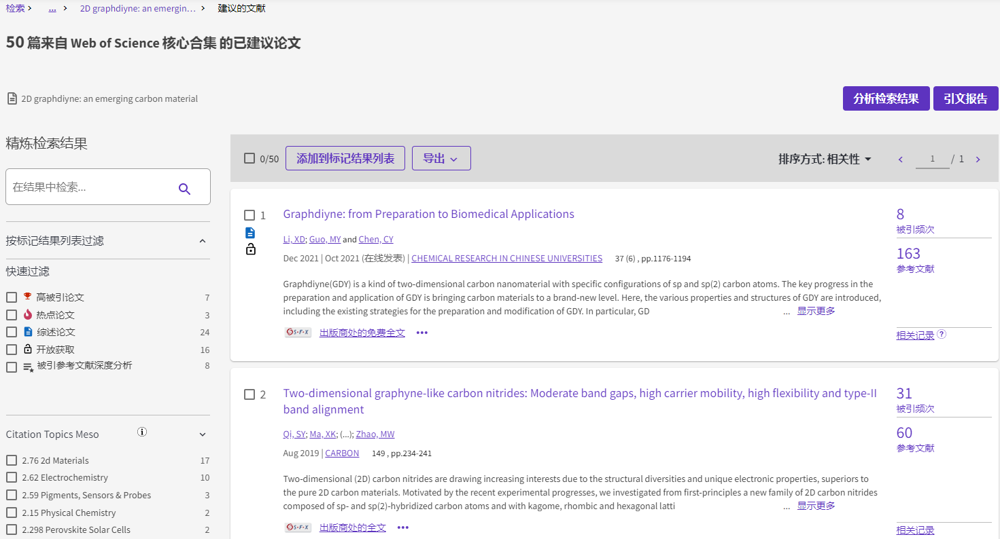 检索 > ... > 2D graphdiyne: an emergin… > 建议的文献
50 篇来自 Web of Science 核心合集 的已建议论文
2D graphdiyne: an emerging carbon material
分析检索结果 引文报告
精炼检索结果
在结果中检索...
按标记结果列表过滤
快速过滤
高被引论文 7
热点论文 3
综述论文 24
开放获取 16
被引参考文献深度分析 8
Citation Topics Meso
2.76 2d Materials 17
2.62 Electrochemistry 10
2.59 Pigments, Sensors & Probes 3
2.15 Physical Chemistry 2
2.298 Perovskite Solar Cells 2
0/50 添加到标记结果列表 导出
排序方式: 相关性 < 1 / 1 >
1 Graphdiyne: from Preparation to Biomedical Applications
Li, XD; Guo, MY and Chen, CY
Dec 2021 | Oct 2021 (在线发表) | CHEMICAL RESEARCH IN CHINESE UNIVERSITIES 37 (6) , pp.1176-1194
Graphdiyne(GDY) is a kind of two-dimensional carbon nanomaterial with specific configurations of sp and sp(2) carbon atoms. The key progress in the
preparation and application of GDY is bringing carbon materials to a brand-new level. Here, the various properties and structures of GDY are introduced,
including the existing strategies for the preparation and modification of GDY. In particular, GD ... 显示更多
S·F·X 出版商处的免费全文 •••
8
被引频次
163
参考文献
相关记录 ?
2 Two-dimensional graphyne-like carbon nitrides: Moderate band gaps, high carrier mobility, high flexibility and type-II
band alignment
Qi, SY; Ma, XK; (...); Zhao, MW
Aug 2019 | CARBON 149 , pp.234-241
Two-dimensional (2D) carbon nitrides are drawing increasing interests due to the structural diversities and unique electronic properties, superiors to
the pure 2D carbon materials. Motivated by the recent experimental progresses, we investigated from first-principles a new family of 2D carbon nitrides
composed of sp- and sp(2)-hybridized carbon atoms and with kagome, rhombic and hexagonal latti ... 显示更多
S·F·X 出版商处的全文 •••
31
被引频次
60
参考文献
相关记录